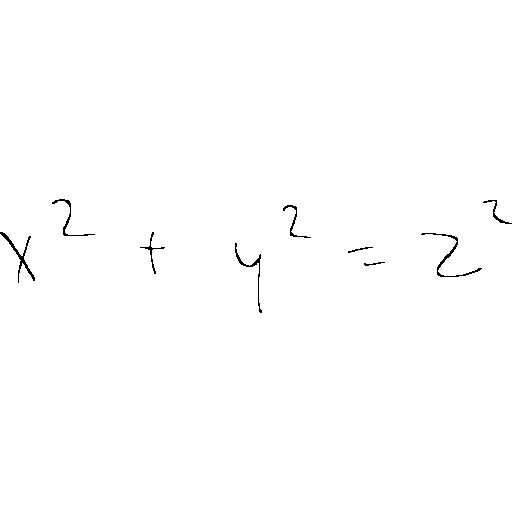 x² + y² = z²